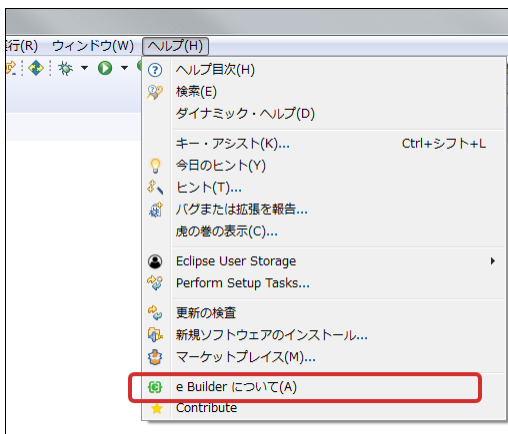 行(R) ウィンドウ(W) ヘルプ(H)
ヘルプ目次(H)
検索(E)
ダイナミック・ヘルプ(D)
キー・アシスト(K)... Ctrl+シフト+L
今日のヒント(Y)
ヒント(T)...
バグまたは拡張を報告...
虎の巻の表示(C)...
Eclipse User Storage
Perform Setup Tasks...
更新の検査
新規ソフトウェアのインストール...
マーケットプレイス(M)...
e Builder について(A)
Contribute